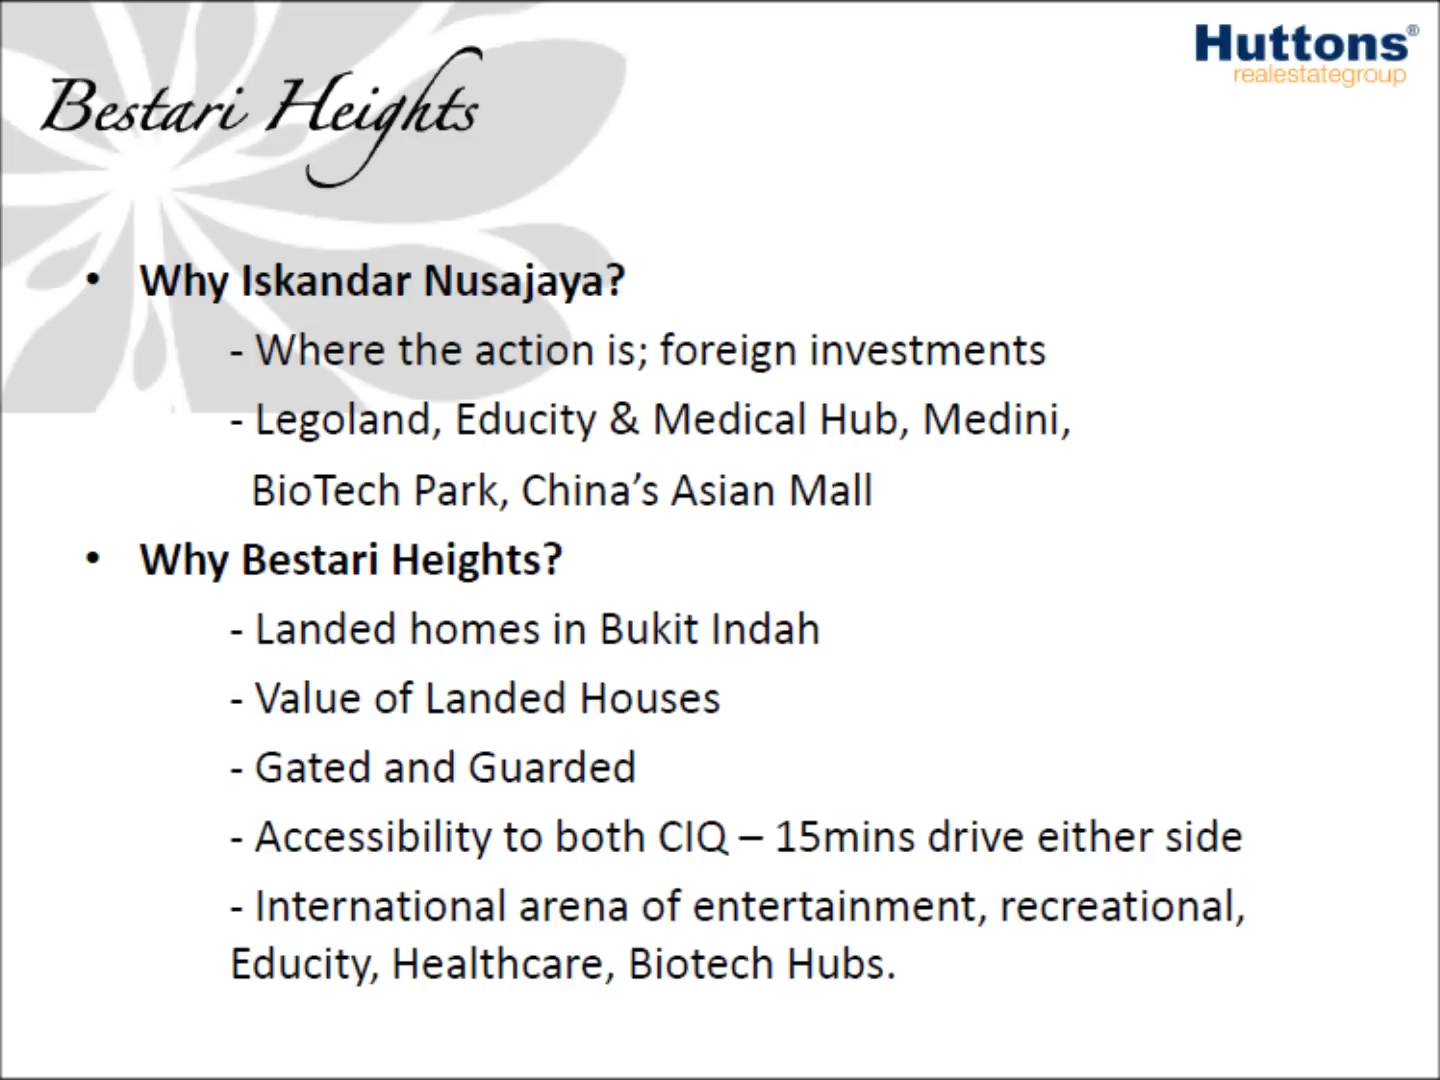 Huttons®
realestategroup
Bestari Heights
• Why Iskandar Nusajaya?
- Where the action is; foreign investments
- Legoland, Educity & Medical Hub, Medini,
BioTech Park, China’s Asian Mall
• Why Bestari Heights?
- Landed homes in Bukit Indah
- Value of Landed Houses
- Gated and Guarded
- Accessibility to both CIQ – 15mins drive either side
- International arena of entertainment, recreational,
Educity, Healthcare, Biotech Hubs.